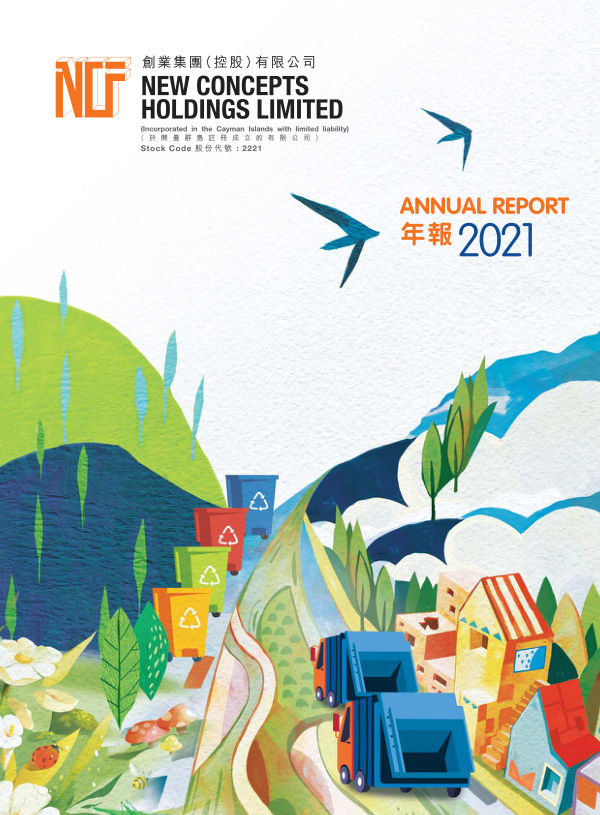 NCF
創業集團(控股)有限公司
NEW CONCEPTS
HOLDINGS LIMITED
(Incorporated in the Cayman Islands with limited liability)
(於開曼群島註冊成立的有限公司)
Stock Code 股份代號 : 2221
ANNUAL REPORT
年報 2021